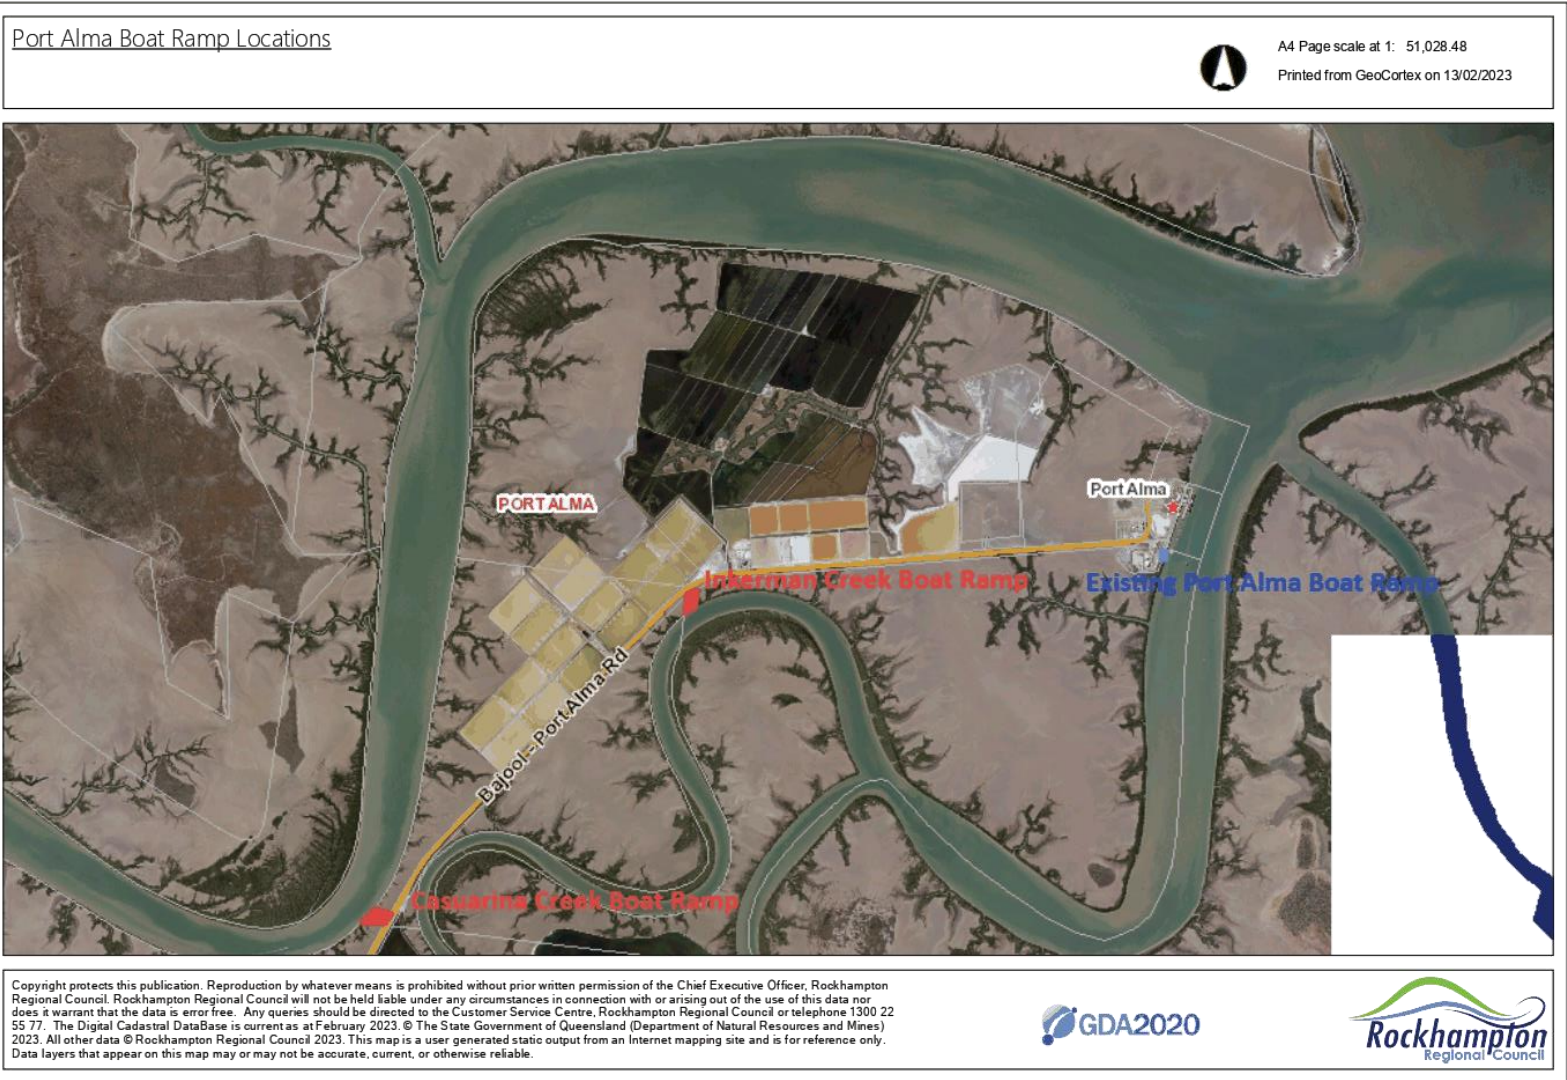 Port Alma Boat Ramp Locations
A4 Page scale at 1: 51,028.48
Printed from GeoCortex on 13/02/2023
PORT ALMA
Port Alma
Inkerman Creek Boat Ramp
Existing Port Alma Boat Ramp
Bajool - Port Alma Rd
Casuarina Creek Boat Ramp
Copyright protects this publication. Reproduction by whatever means is prohibited without prior written permission of the Chief Executive Officer, Rockhampton
Regional Council. Rockhampton Regional Council will not be held liable under any circumstances in connection with or arising out of the use of this data nor
does it warrant that the data is error free. Any queries should be directed to the Customer Service Centre, Rockhampton Regional Council or telephone 1300 22
55 77. The Digital Cadastral DataBase is current as at February 2023. © The State Government of Queensland (Department of Natural Resources and Mines)
2023. All other data © Rockhampton Regional Council 2023. This map is a user generated static output from an Internet mapping site and is for reference only.
Data layers that appear on this map may or may not be accurate, current, or otherwise reliable.
GDA2020
Rockhampton
Regional Council